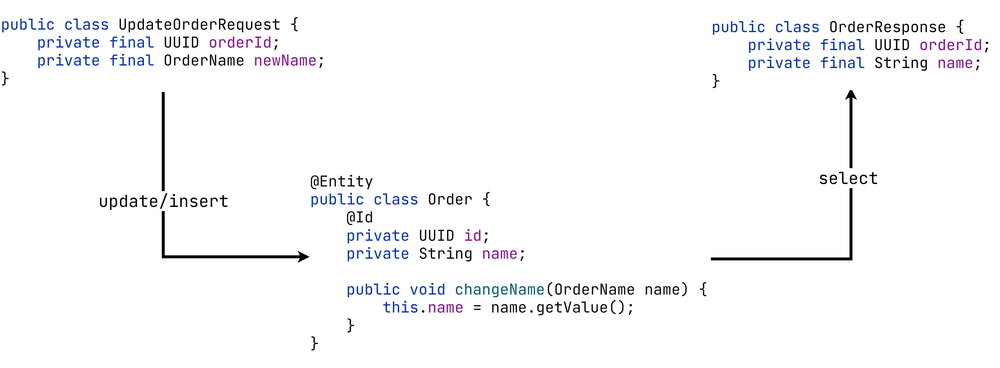 public class UpdateOrderRequest {
    private final UUID orderId;
    private final OrderName newName;
}
public class OrderResponse {
    private final UUID orderId;
    private final String name;
}
update/insert
select
@Entity
public class Order {
    @Id
    private UUID id;
    private String name;

    public void changeName(OrderName name) {
        this.name = name.getValue();
    }
}